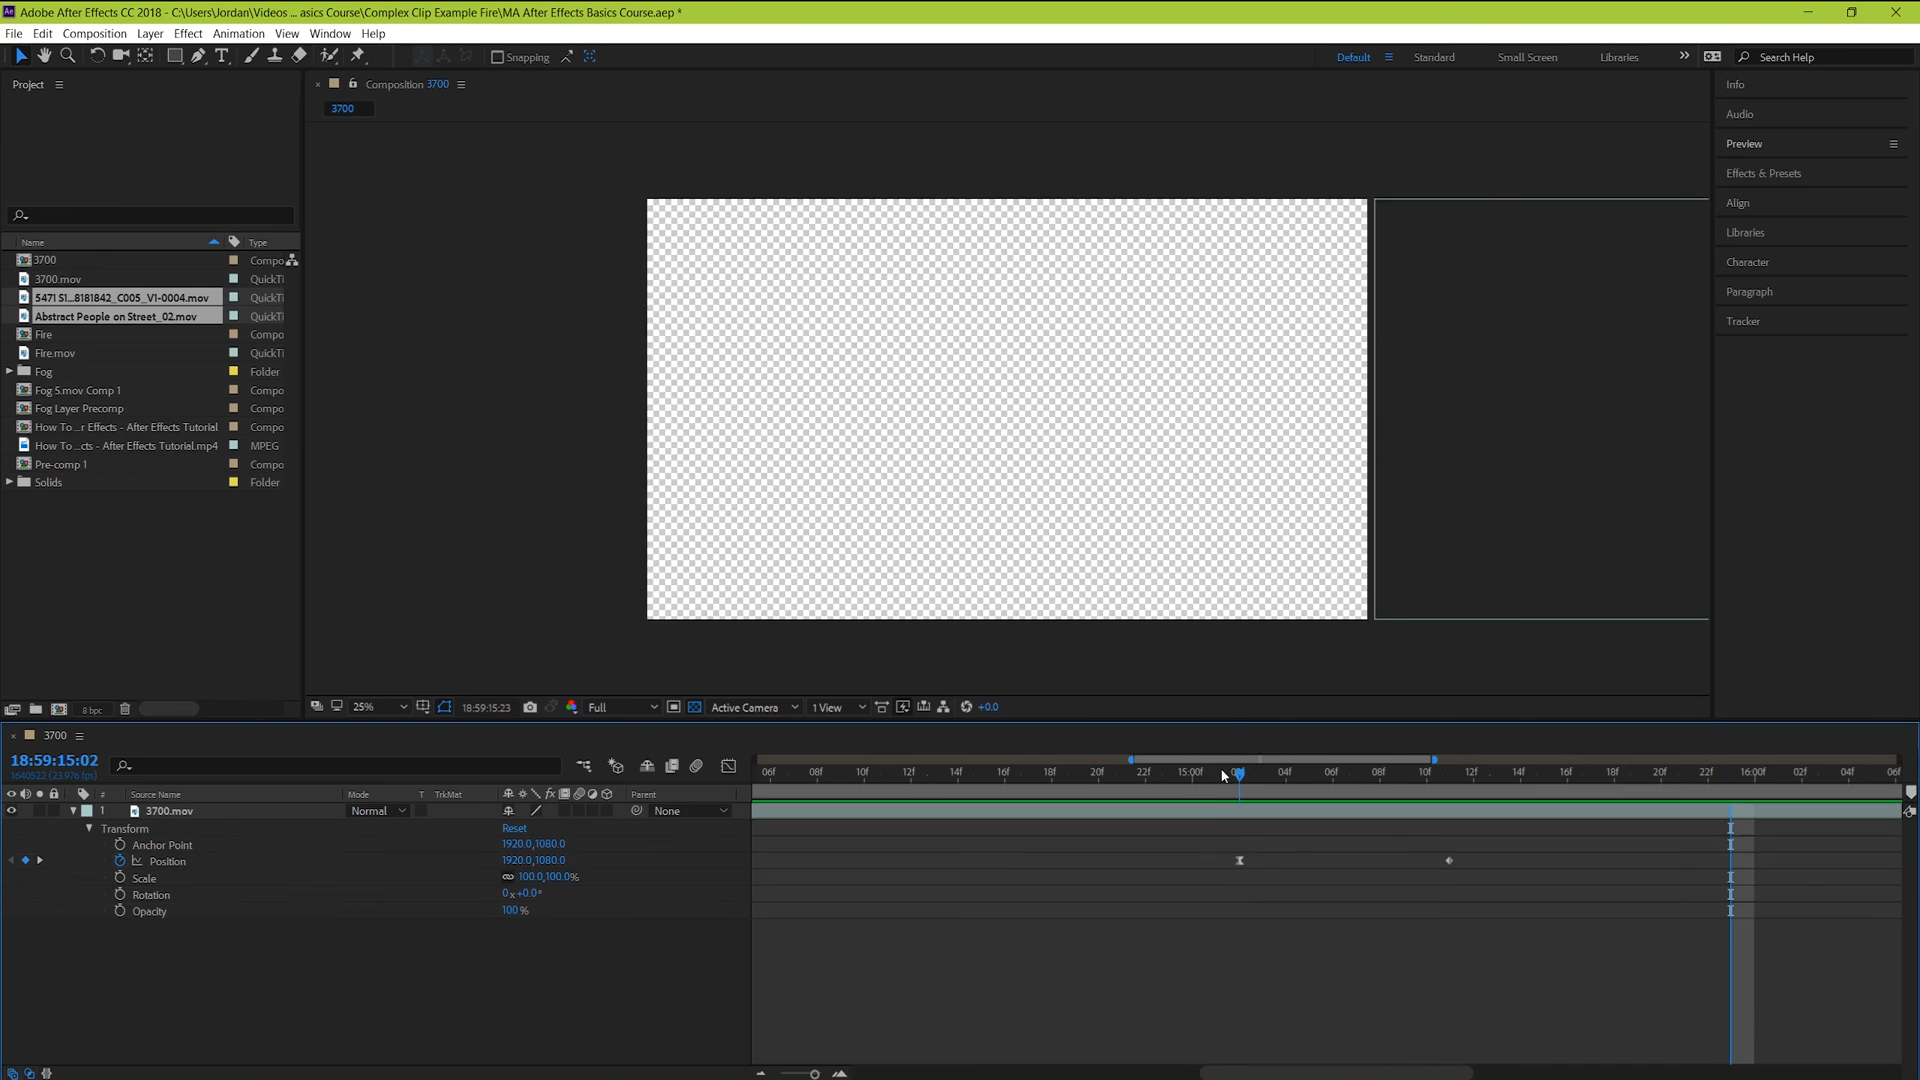 Adobe After Effects CC 2018 - C:\Users\Jordan\Videos ... asics Course\Complex Clip Example Fire\MA After Effects Basics Course.aep *
File Edit Composition Layer Effect Animation View Window Help
Snapping Default Standard Small Screen Libraries Search Help
Project
Composition 3700
3700
Info
Audio
Preview
Effects & Presets
Align
Libraries
Character
Paragraph
Tracker
Name Type
3700 Compo
3700.mov QuickTi
5471 S1...8181842_C005_V1-0004.mov QuickTi
Abstract People on Street_02.mov QuickTi
Fire Compo
Fire.mov QuickTi
Fog Folder
Fog 5.mov Comp 1 Compo
Fog Layer Precomp Compo
How To ...r Effects - After Effects Tutorial Compo
How To ...cts - After Effects Tutorial.mp4 MPEG
Pre-comp 1 Compo
Solids Folder
8 bpc
25% 18:59:15:23 Full Active Camera 1 View +0.0
3700
18:59:15:02
1640522 (23.976 fps)
06f 08f 10f 12f 14f 16f 18f 20f 22f 15:00f 04f 06f 08f 10f 12f 14f 16f 18f 20f 22f 16:00f 02f 04f 06f
# Source Name Mode T TrkMat Parent
1 3700.mov Normal None
Transform Reset
Anchor Point 1920.0,1080.0
Position 1920.0,1080.0
Scale 100.0,100.0%
Rotation 0x+0.0°
Opacity 100%